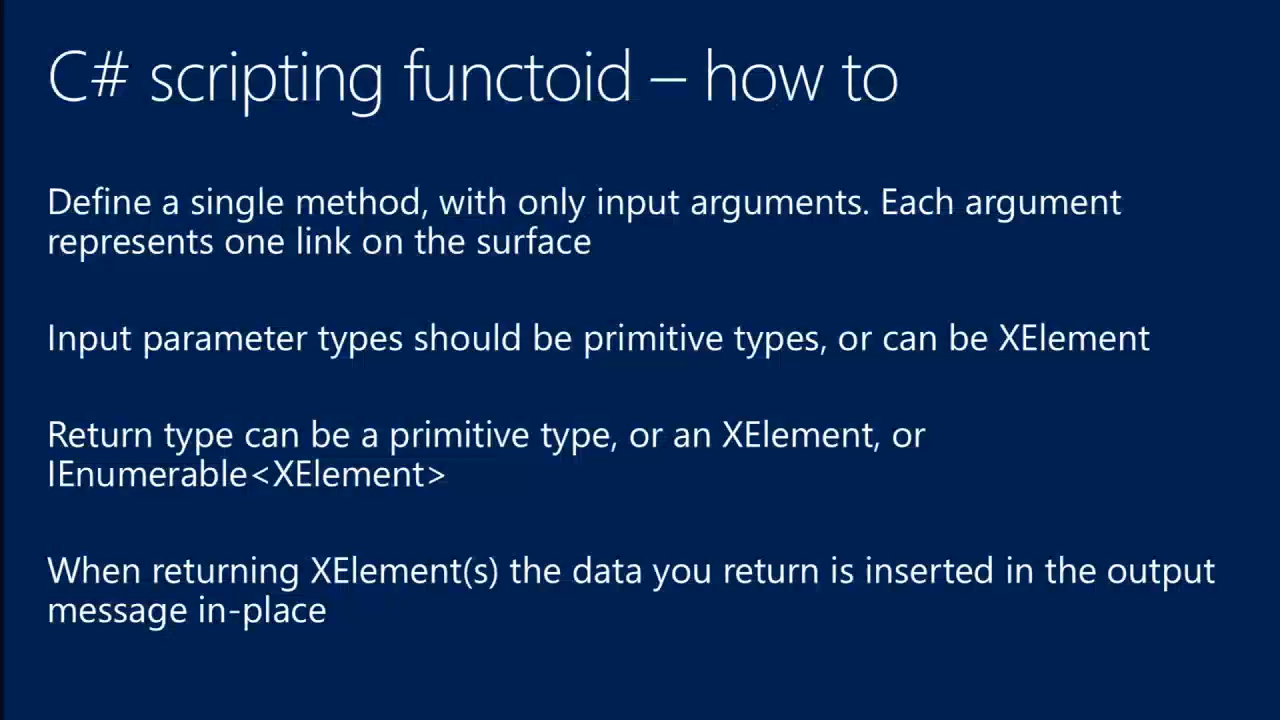 C# scripting functoid – how to
Define a single method, with only input arguments. Each argument
represents one link on the surface
Input parameter types should be primitive types, or can be XElement
Return type can be a primitive type, or an XElement, or
IEnumerable<XElement>
When returning XElement(s) the data you return is inserted in the output
message in-place